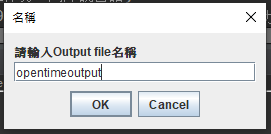 名稱
請輸入Output file名稱
opentimeoutput
OK
Cancel